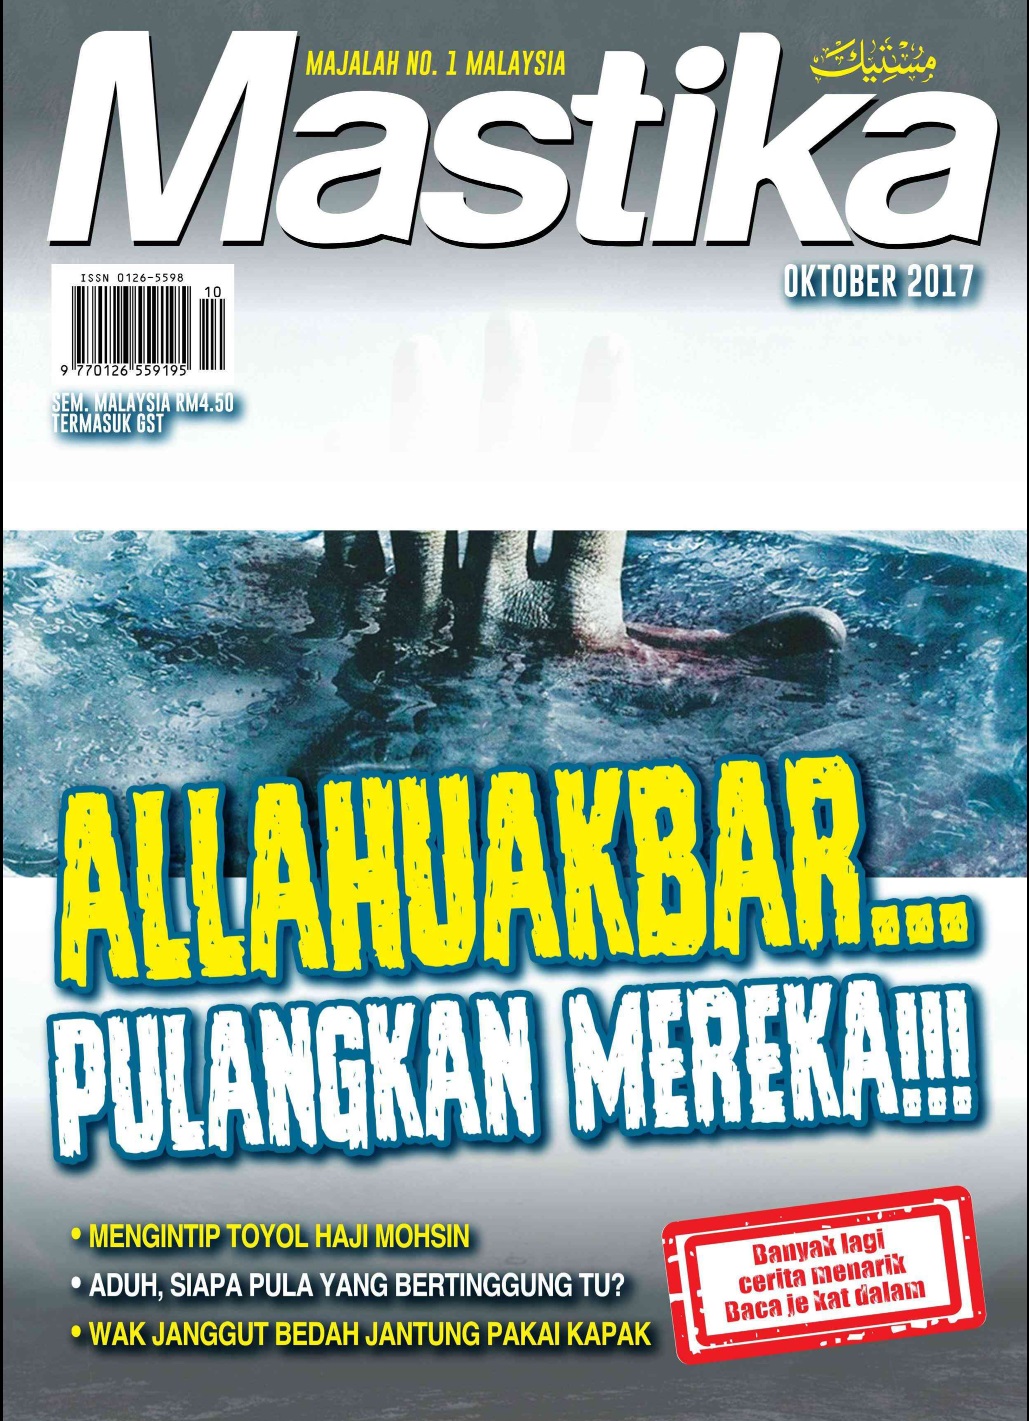 MAJALAH NO. 1 MALAYSIA
مستيك
Mastika
OKTOBER 2017
ISSN 0126-5598
10
9 770126 559195
SEM. MALAYSIA RM4.50
TERMASUK GST
ALLAHUAKBAR...
PULANGKAN MEREKA!!!
• MENGINTIP TOYOL HAJI MOHSIN
• ADUH, SIAPA PULA YANG BERTINGGUNG TU?
• WAK JANGGUT BEDAH JANTUNG PAKAI KAPAK
Banyak lagi
cerita menarik
Baca je kat dalam